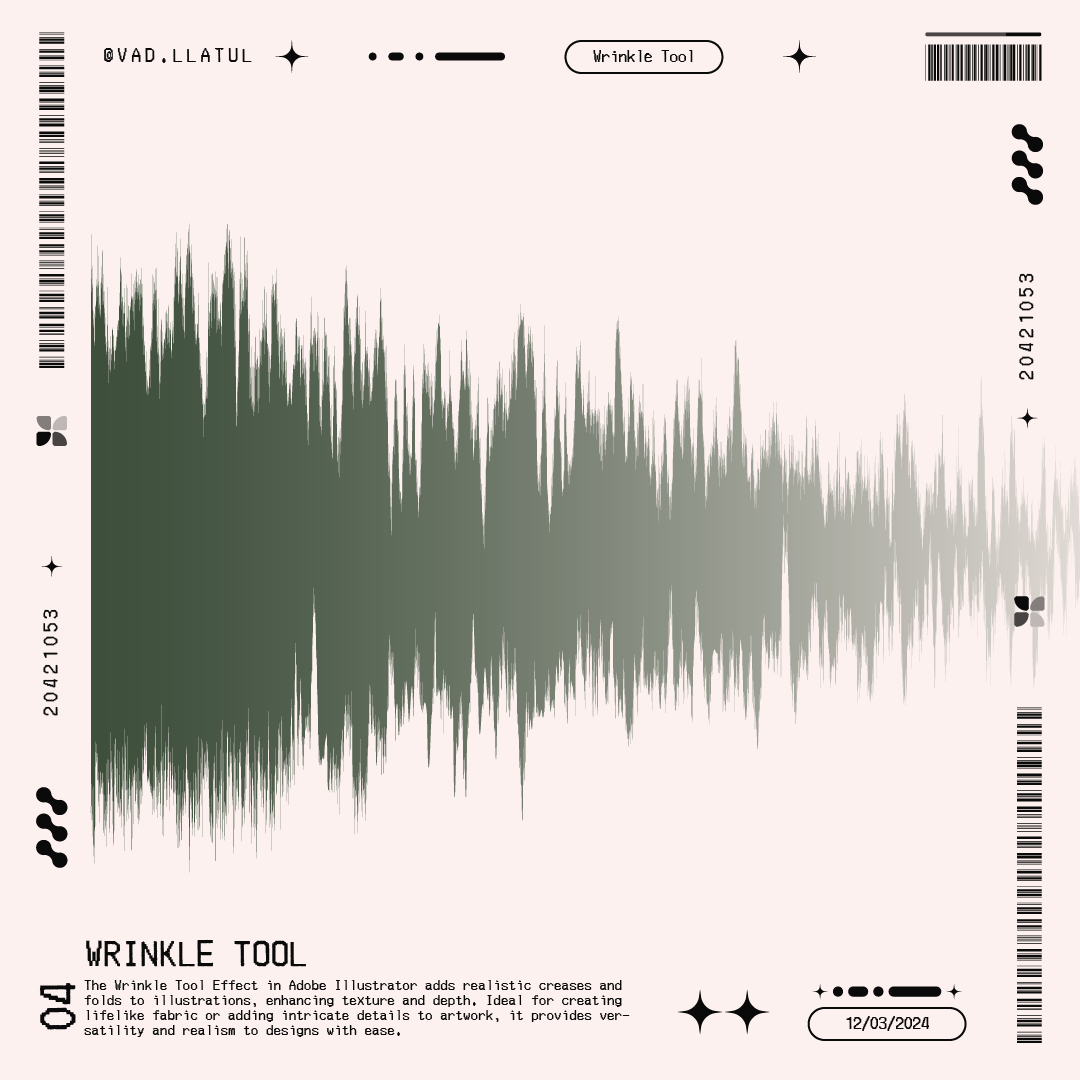 @VAD.LLATUL
Wrinkle Tool
20421053
20421053
WRINKLE TOOL
04
The Wrinkle Tool Effect in Adobe Illustrator adds realistic creases and
folds to illustrations, enhancing texture and depth. Ideal for creating
lifelike fabric or adding intricate details to artwork, it provides ver-
satility and realism to designs with ease.
12/03/2024